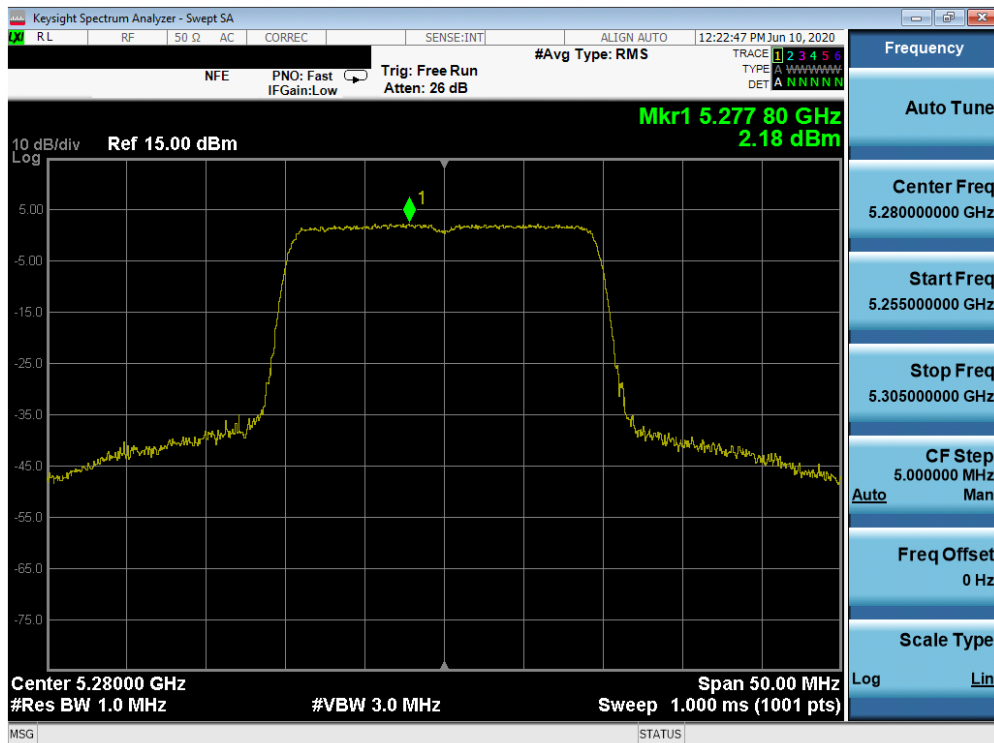 Keysight Spectrum Analyzer - Swept SA
LXI RL RF 50 Ω AC CORREC SENSE:INT ALIGN AUTO 12:22:47 PM Jun 10, 2020
NFE PNO: Fast Trig: Free Run #Avg Type: RMS TRACE 1 2 3 4 5 6
IFGain:Low Atten: 26 dB TYPE A WWWWW
DET A N N N N N
Mkr1 5.277 80 GHz
2.18 dBm
10 dB/div Ref 15.00 dBm
Log
1
5.00
-5.00
-15.0
-25.0
-35.0
-45.0
-55.0
-65.0
-75.0
Center 5.28000 GHz Span 50.00 MHz
#Res BW 1.0 MHz #VBW 3.0 MHz Sweep 1.000 ms (1001 pts)
MSG STATUS
Frequency
Auto Tune
Center Freq
5.280000000 GHz
Start Freq
5.255000000 GHz
Stop Freq
5.305000000 GHz
CF Step
5.000000 MHz
Auto Man
Freq Offset
0 Hz
Scale Type
Log Lin